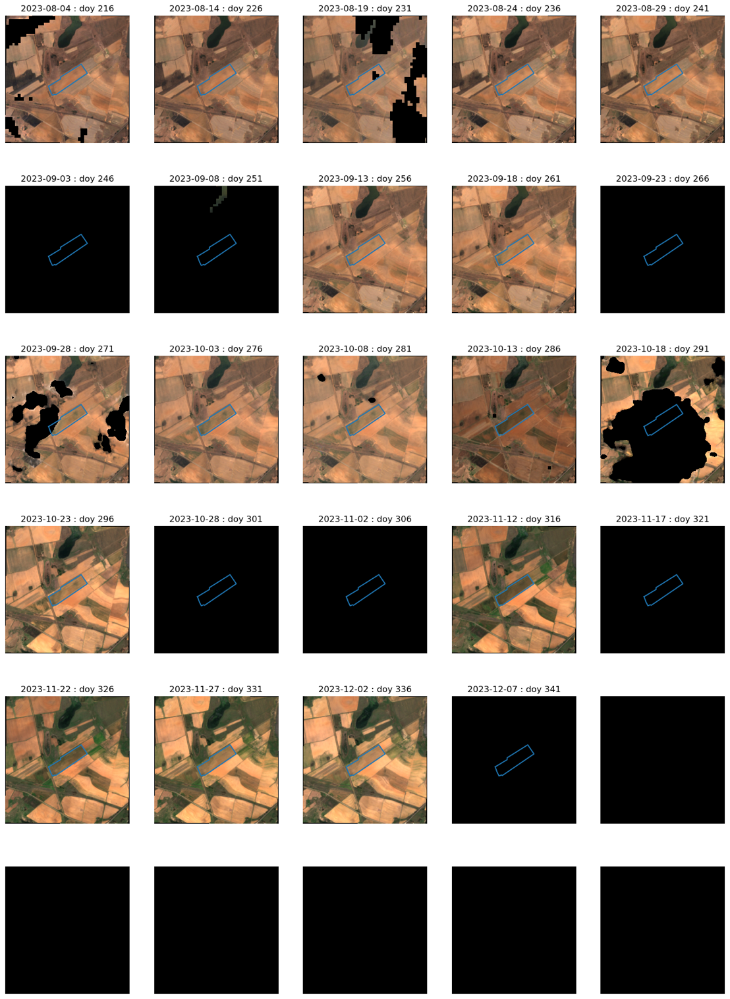 2023-08-04 : doy 216
2023-08-14 : doy 226
2023-08-19 : doy 231
2023-08-24 : doy 236
2023-08-29 : doy 241
2023-09-03 : doy 246
2023-09-08 : doy 251
2023-09-13 : doy 256
2023-09-18 : doy 261
2023-09-23 : doy 266
2023-09-28 : doy 271
2023-10-03 : doy 276
2023-10-08 : doy 281
2023-10-13 : doy 286
2023-10-18 : doy 291
2023-10-23 : doy 296
2023-10-28 : doy 301
2023-11-02 : doy 306
2023-11-12 : doy 316
2023-11-17 : doy 321
2023-11-22 : doy 326
2023-11-27 : doy 331
2023-12-02 : doy 336
2023-12-07 : doy 341